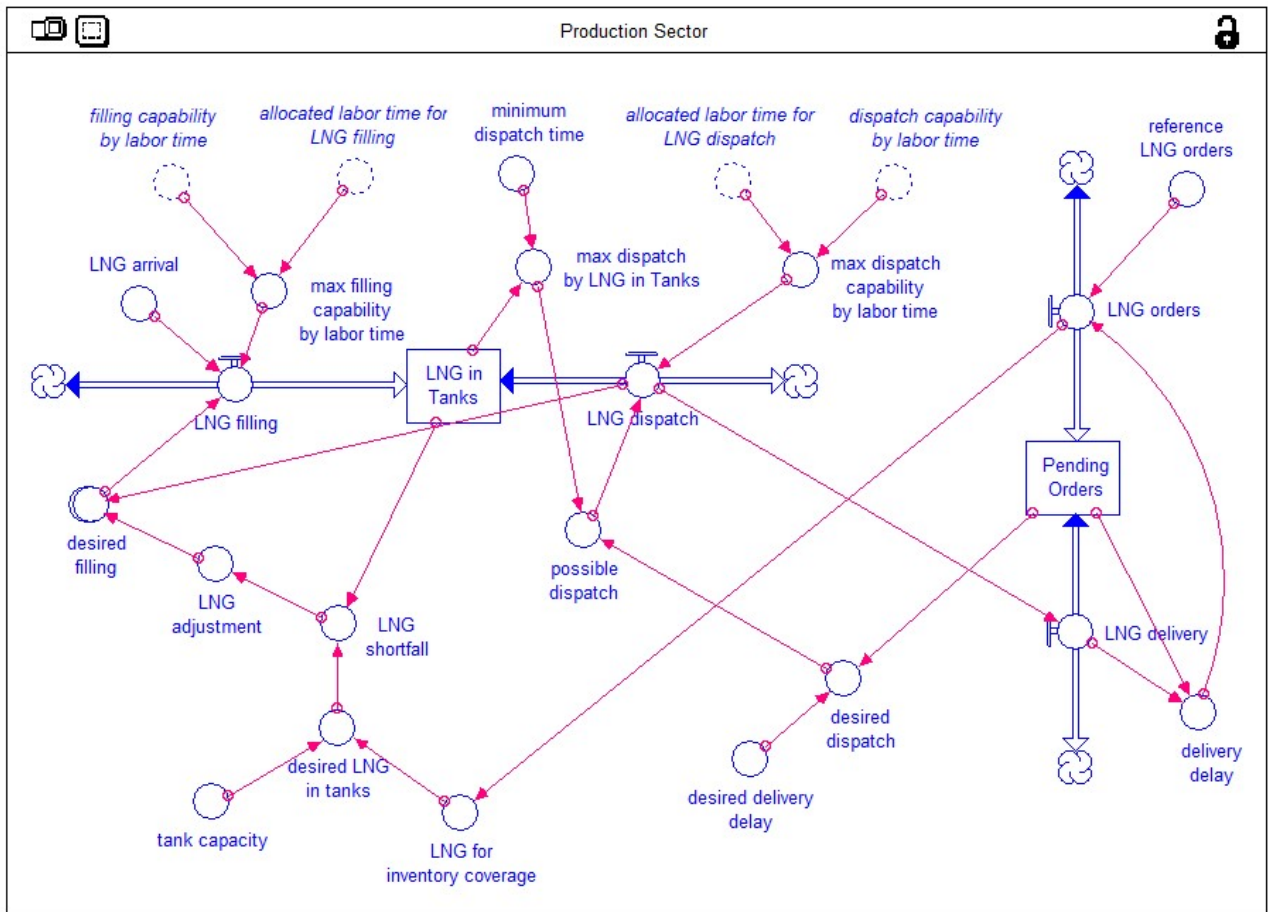 Production Sector
filling capability
by labor time
allocated labor time for
LNG filling
minimum
dispatch time
allocated labor time for
LNG dispatch
dispatch capability
by labor time
reference
LNG orders
LNG arrival
max filling
capability
by labor time
max dispatch
by LNG in Tanks
max dispatch
capability
by labor time
LNG orders
LNG filling
LNG in
Tanks
LNG dispatch
Pending
Orders
desired
filling
LNG
adjustment
LNG
shortfall
possible
dispatch
LNG delivery
desired
dispatch
delivery
delay
desired LNG
in tanks
desired delivery
delay
tank capacity
LNG for
inventory coverage